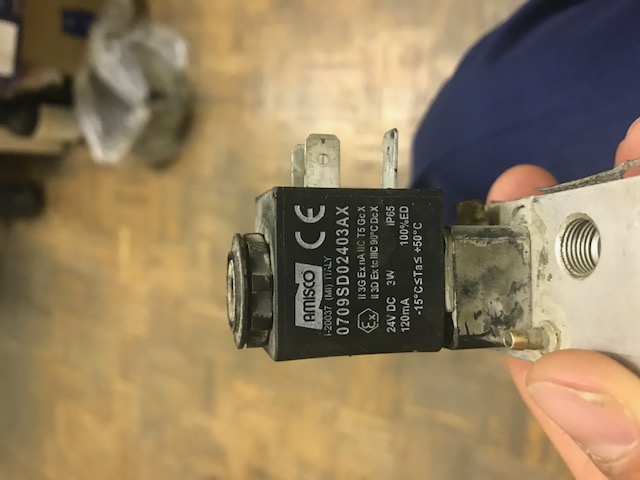 AMISCO
I-20037 (MI) ITALY
CE
0709SD02403AX
Ex
II 3G Ex nA IIC T5 Gc X
II 3D Ex tc IIIC 90°C Dc X
24V DC 3W IP65
120mA 100%ED
-15°C≤Ta≤ +50°C